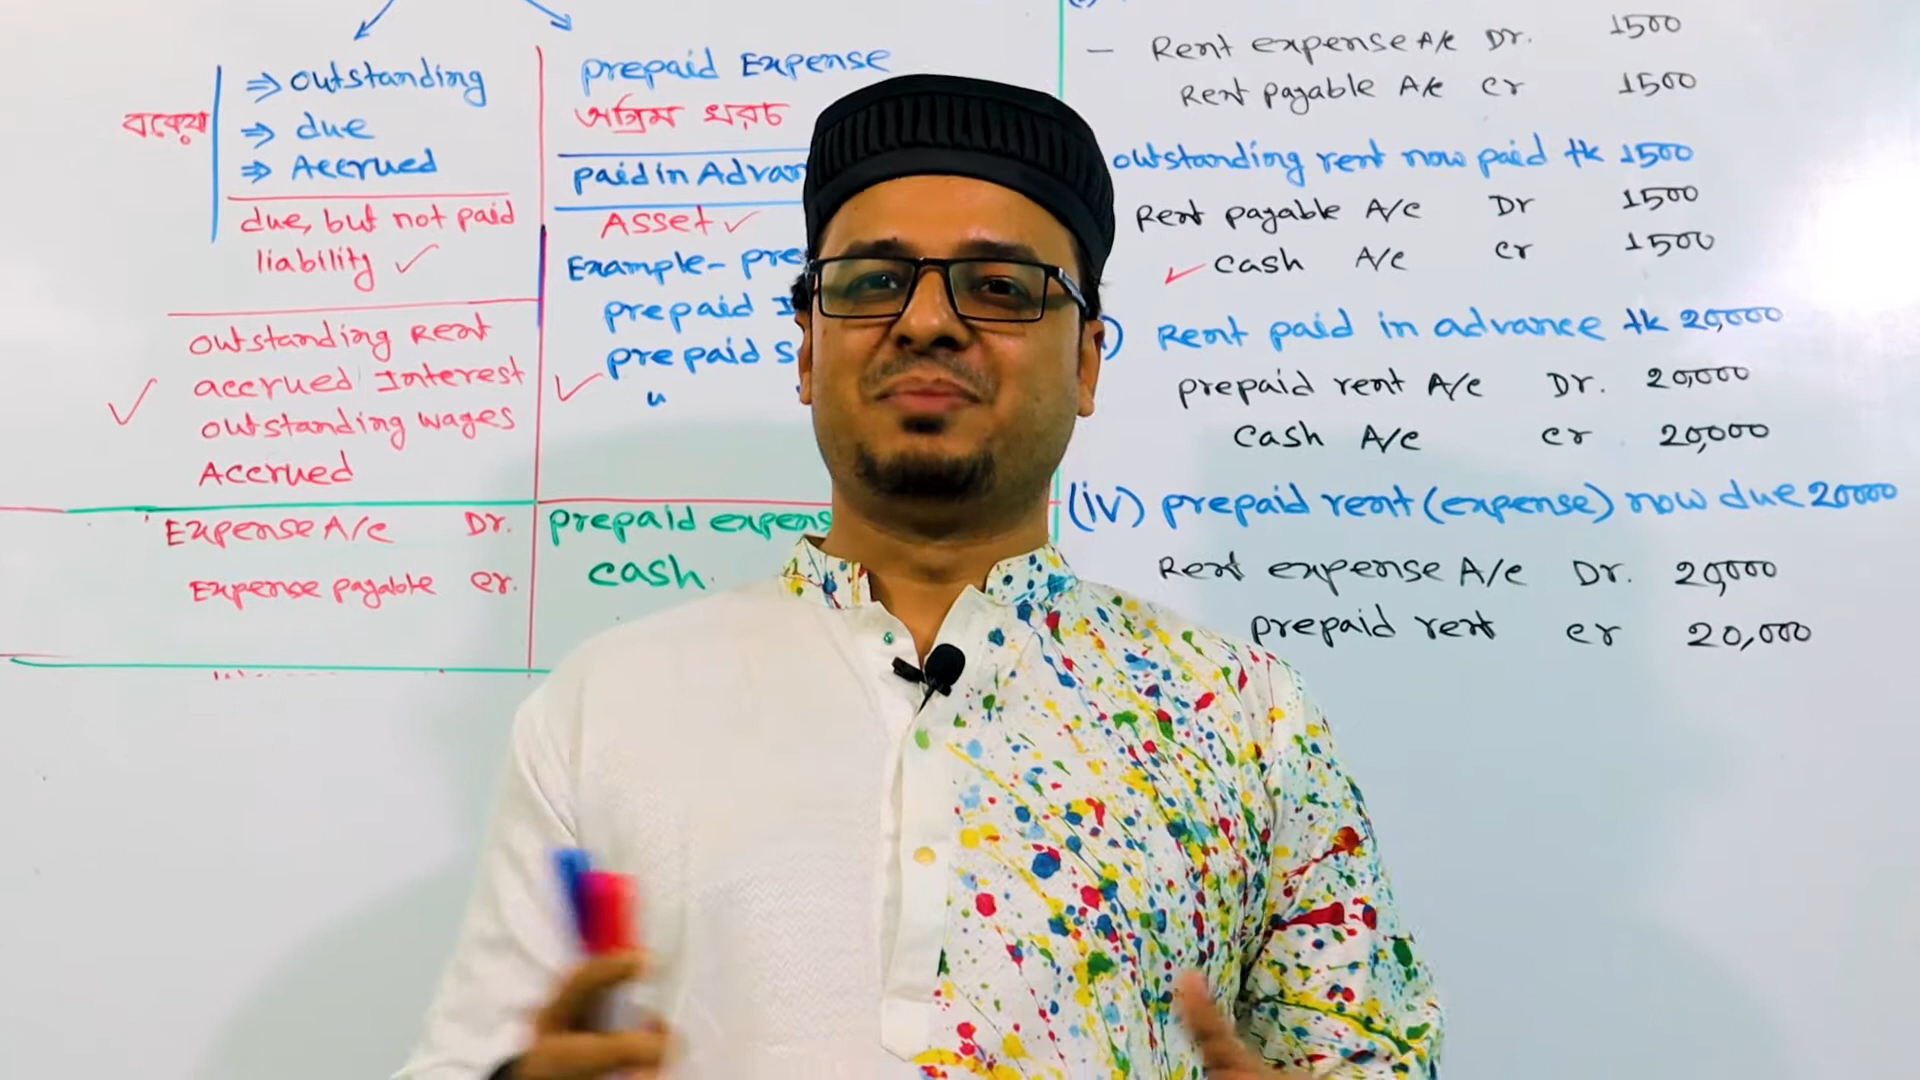 ⇒ outstanding
⇒ due
⇒ Accrued
বকেয়া
due, but not paid
liability ✓
outstanding Rent
accrued Interest
outstanding wages
Accrued
Expense A/c Dr.
Expense payable cr.
prepaid Expense
অগ্রিম খরচ
paid in Advan
Asset ✓
Example - pre
prepaid I
prepaid S
"
prepaid expens
cash.
- Rent expense A/c Dr. 1500
Rent payable A/c cr 1500
outstanding rent now paid tk 1500
Rent payable A/c Dr 1500
cash A/c cr 1500
) Rent paid in advance tk 20,000
prepaid rent A/c Dr. 20,000
cash A/c cr 20,000
(iv) prepaid rent (expense) now due 20000
Rent expense A/c Dr. 20,000
prepaid rent cr 20,000